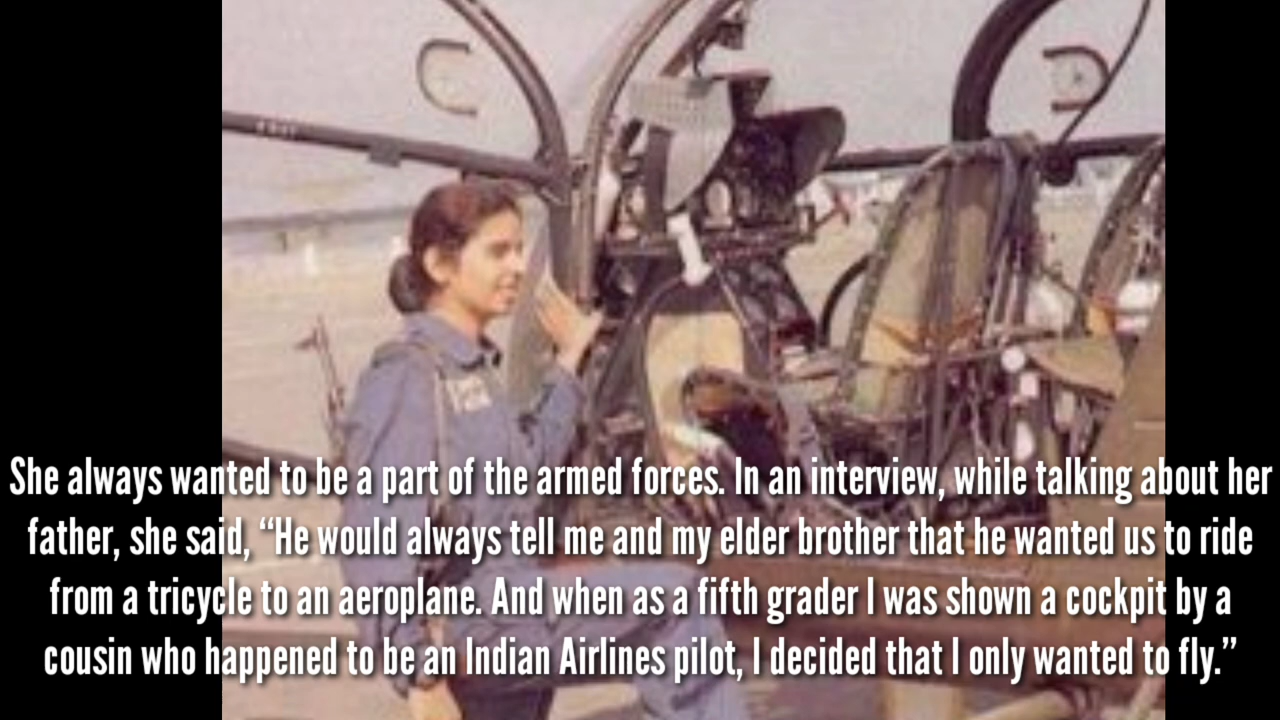 She always wanted to be a part of the armed forces. In an interview, while talking about her
father, she said, “He would always tell me and my elder brother that he wanted us to ride
from a tricycle to an aeroplane. And when as a fifth grader I was shown a cockpit by a
cousin who happened to be an Indian Airlines pilot, I decided that I only wanted to fly.”